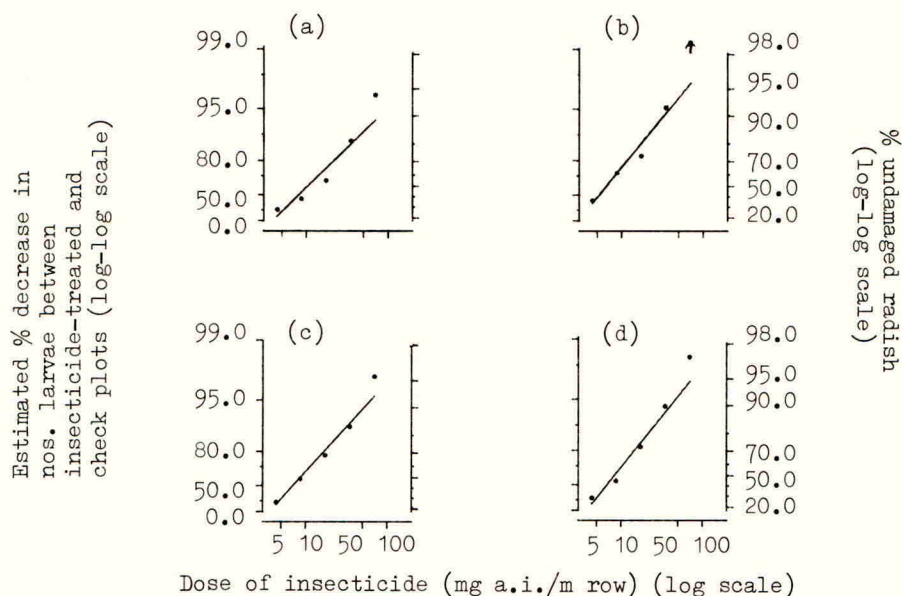 Estimated % decrease in
nos. larvae between
insecticide-treated and
check plots (log-log scale)
(a)
99.0
95.0
80.0
50.0
0.0
(b)
98.0
95.0
90.0
70.0
50.0
20.0
% undamaged radish
(log-log scale)
(c)
99.0
95.0
80.0
50.0
0.0
5 10 50 100
(d)
98.0
95.0
90.0
70.0
50.0
20.0
5 10 50 100
Dose of insecticide (mg a.i./m row) (log scale)